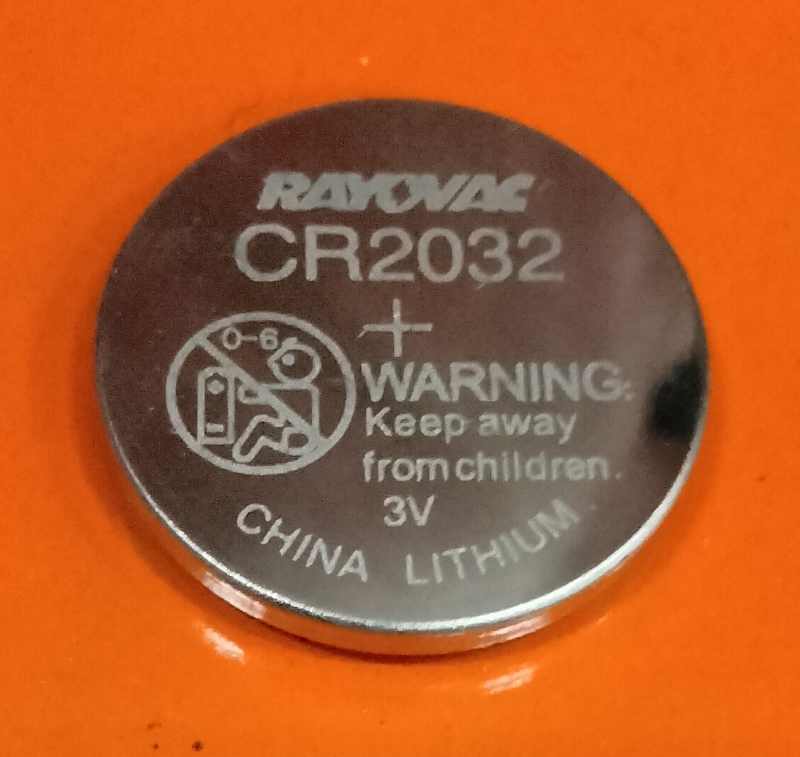 RAYOVAC
CR2032
+
0-6
WARNING:
Keep away
from children.
3V
CHINA LITHIUM